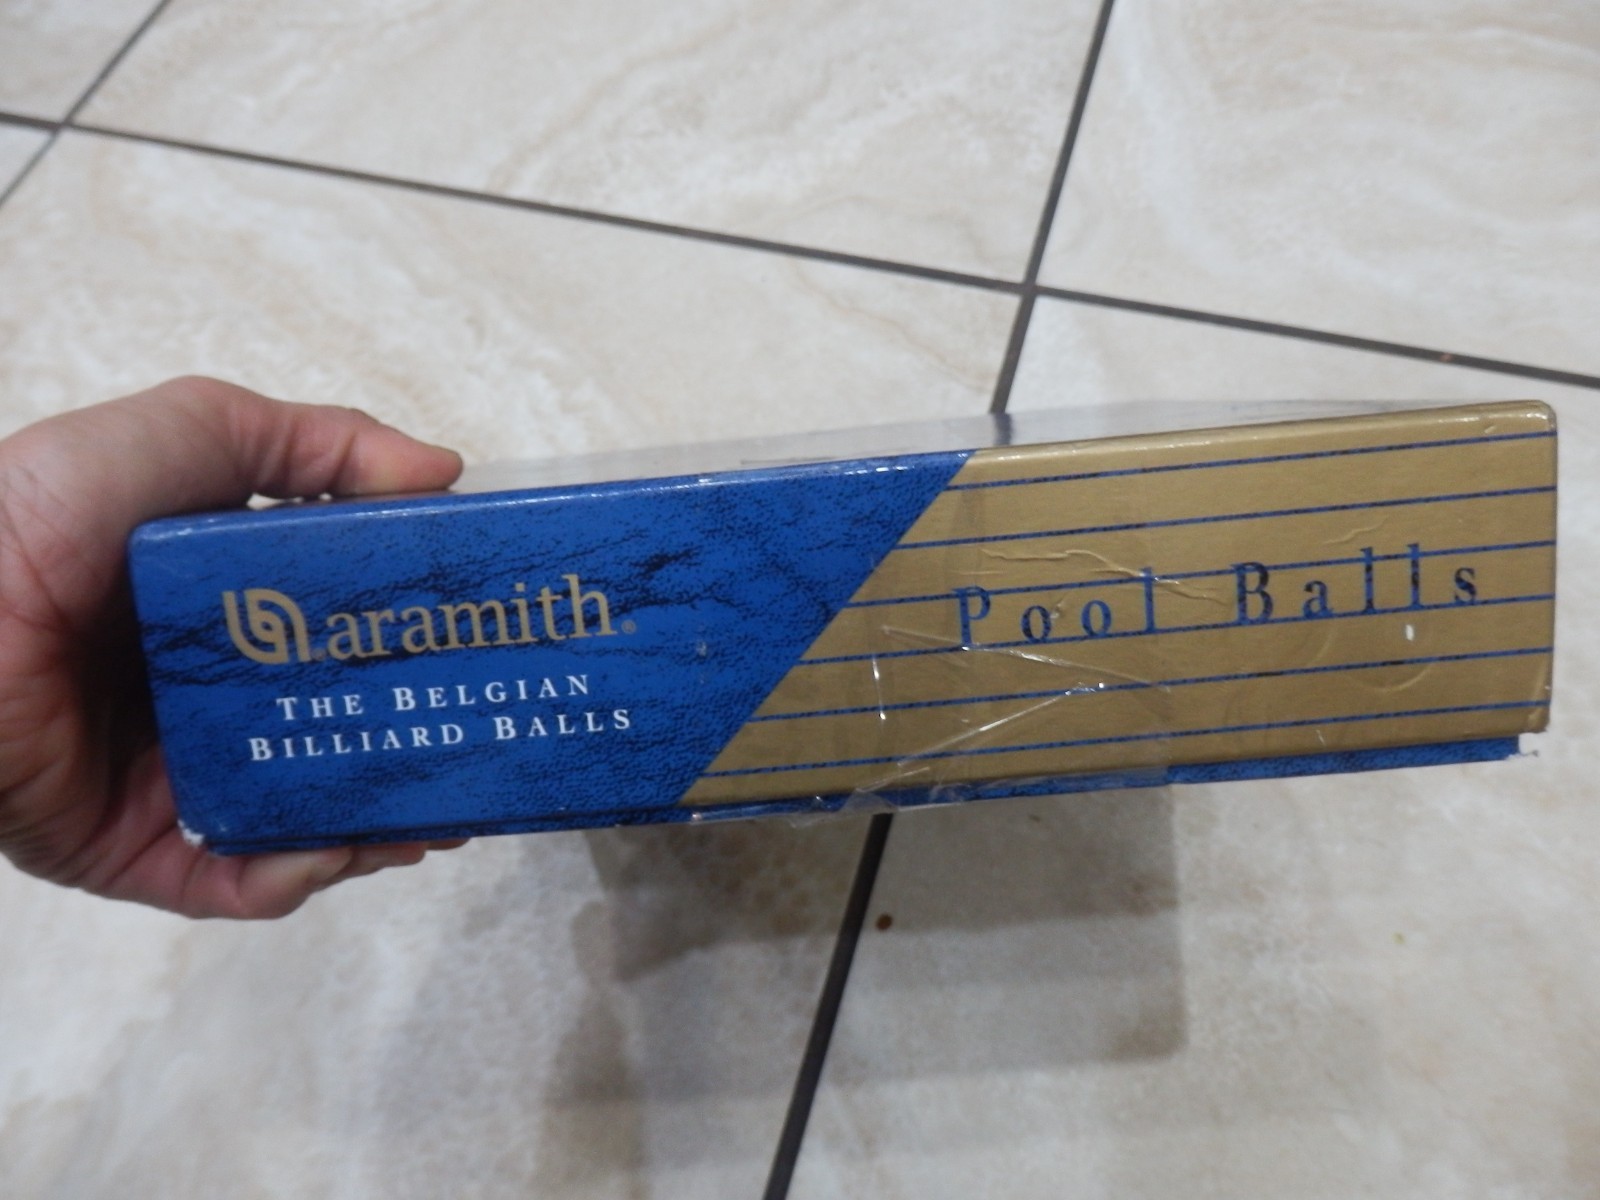 aramith®
THE BELGIAN
BILLIARD BALLS
Pool Balls